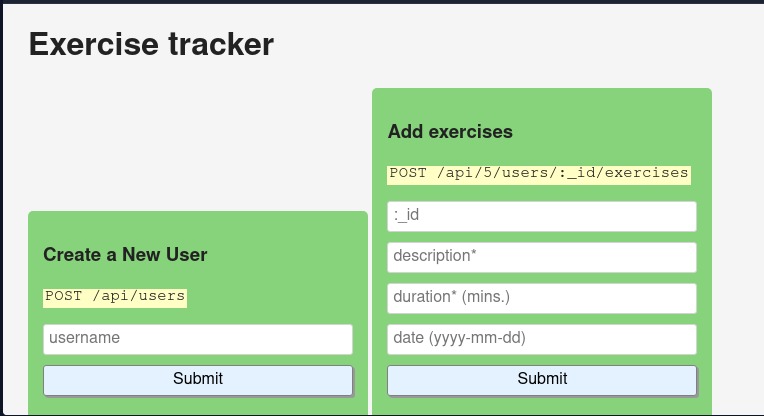 Exercise tracker
Create a New User
POST /api/users
username
Submit
Add exercises
POST /api/5/users/:_id/exercises
:_id
description*
duration* (mins.)
date (yyyy-mm-dd)
Submit